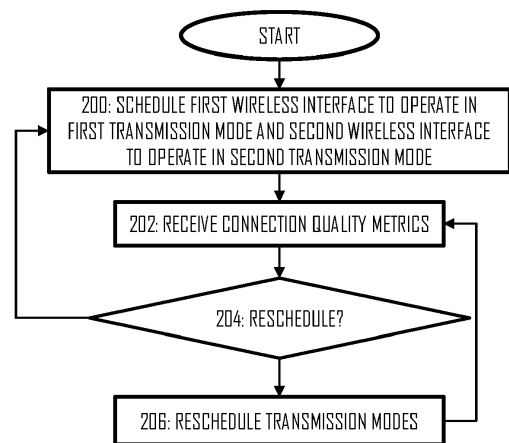 START
200: SCHEDULE FIRST WIRELESS INTERFACE TO OPERATE IN
FIRST TRANSMISSION MODE AND SECOND WIRELESS INTERFACE
TO OPERATE IN SECOND TRANSMISSION MODE
202: RECEIVE CONNECTION QUALITY METRICS
204: RESCHEDULE?
206: RESCHEDULE TRANSMISSION MODES